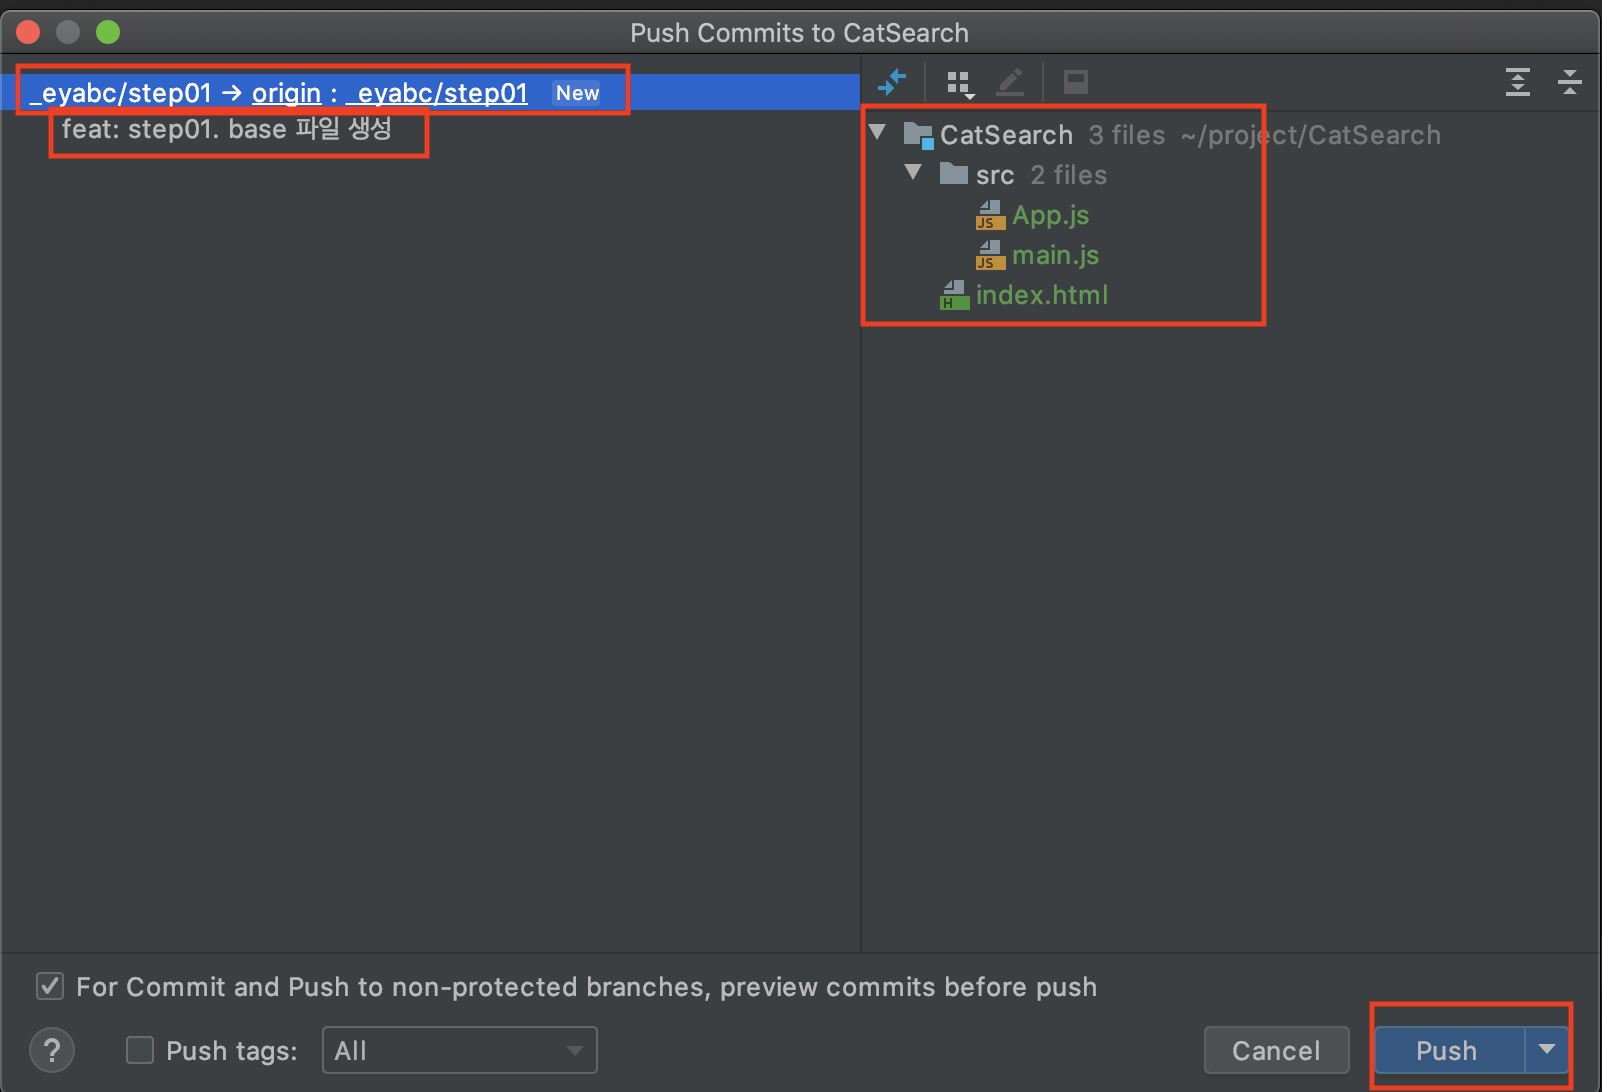 Push Commits to CatSearch
_eyabc/step01 → origin : _eyabc/step01 New
feat: step01. base 파일 생성
CatSearch 3 files ~/project/CatSearch
src 2 files
JS App.js
JS main.js
H index.html
For Commit and Push to non-protected branches, preview commits before push
? Push tags: All Cancel Push